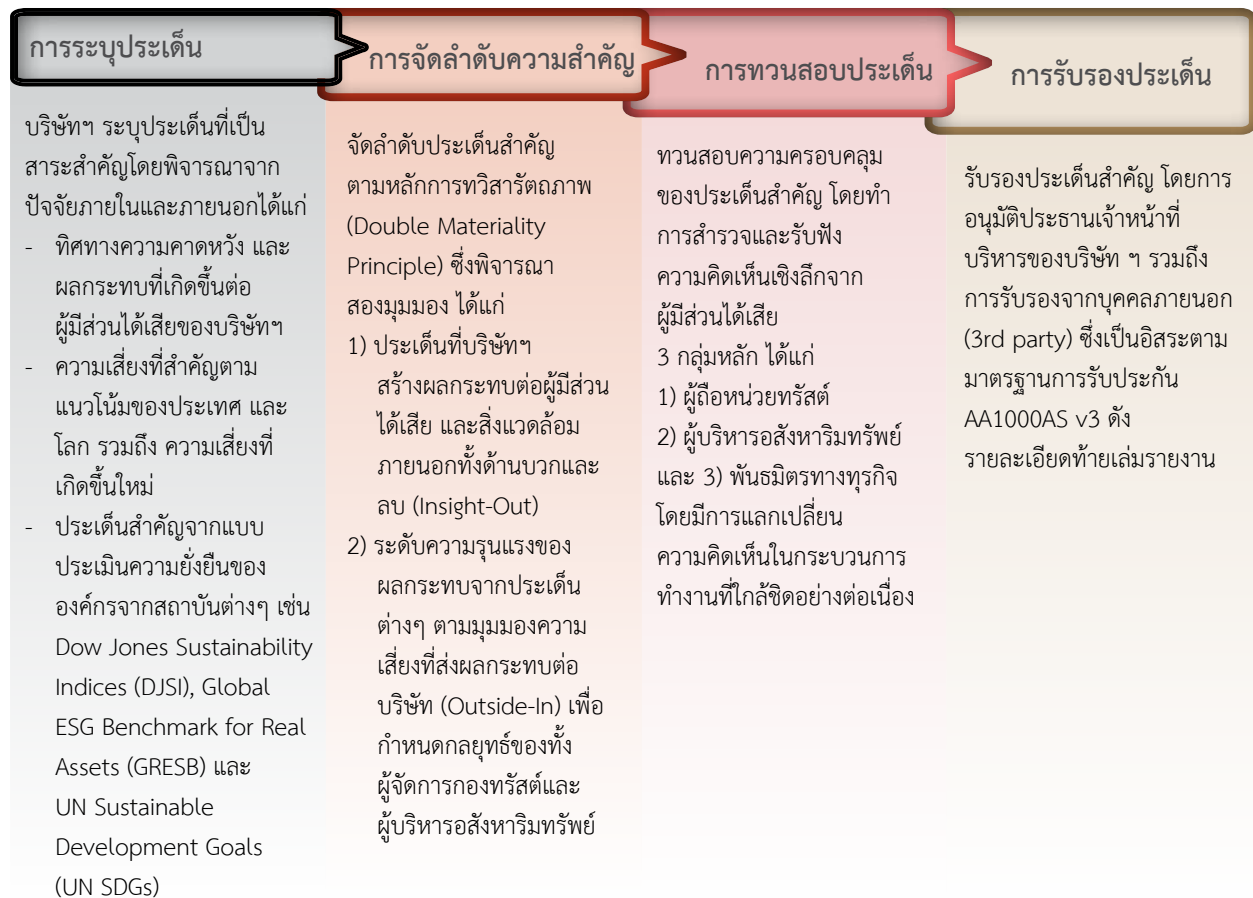 การระบุประเด็น
บริษัทฯ ระบุประเด็นที่เป็น
สาระสำคัญโดยพิจารณาจาก
ปัจจัยภายในและภายนอกได้แก่
- ทิศทางความคาดหวัง และ
ผลกระทบที่เกิดขึ้นต่อ
ผู้มีส่วนได้เสียของบริษัทฯ
- ความเสี่ยงที่สำคัญตาม
แนวโน้มของประเทศ และ
โลก รวมถึง ความเสี่ยงที่
เกิดขึ้นใหม่
- ประเด็นสำคัญจากแบบ
ประเมินความยั่งยืนของ
องค์กรจากสถาบันต่างๆ เช่น
Dow Jones Sustainability
Indices (DJSI), Global
ESG Benchmark for Real
Assets (GRESB) และ
UN Sustainable
Development Goals
(UN SDGs)
การจัดลำดับความสำคัญ
จัดลำดับประเด็นสำคัญ
ตามหลักการทวิสารัตถภาพ
(Double Materiality
Principle) ซึ่งพิจารณา
สองมุมมอง ได้แก่
1) ประเด็นที่บริษัทฯ
สร้างผลกระทบต่อผู้มีส่วน
ได้เสีย และสิ่งแวดล้อม
ภายนอกทั้งด้านบวกและ
ลบ (Insight-Out)
2) ระดับความรุนแรงของ
ผลกระทบจากประเด็น
ต่างๆ ตามมุมมองความ
เสี่ยงที่ส่งผลกระทบต่อ
บริษัท (Outside-In) เพื่อ
กำหนดกลยุทธ์ของทั้ง
ผู้จัดการกองทรัสต์และ
ผู้บริหารอสังหาริมทรัพย์
การทวนสอบประเด็น
ทวนสอบความครอบคลุม
ของประเด็นสำคัญ โดยทำ
การสำรวจและรับฟัง
ความคิดเห็นเชิงลึกจาก
ผู้มีส่วนได้เสีย
3 กลุ่มหลัก ได้แก่
1) ผู้ถือหน่วยทรัสต์
2) ผู้บริหารอสังหาริมทรัพย์
และ 3) พันธมิตรทางทุรกิจ
โดยมีการแลกเปลี่ยน
ความคิดเห็นในกระบวนการ
ทำงานที่ใกล้ชิดอย่างต่อเนื่อง
การรับรองประเด็น
รับรองประเด็นสำคัญ โดยการ
อนุมัติประธานเจ้าหน้าที่
บริหารของบริษัท ฯ รวมถึง
การรับรองจากบุคคลภายนอก
(3rd party) ซึ่งเป็นอิสระตาม
มาตรฐานการรับประกัน
AA1000AS v3 ดัง
รายละเอียดท้ายเล่มรายงาน